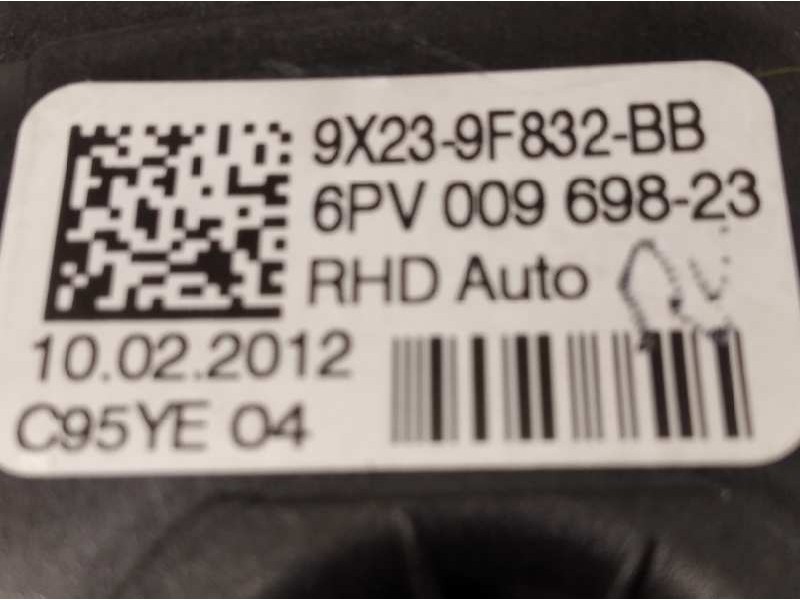 9X23-9F832-BB
6PV 009 698-23
RHD Auto
10.02.2012
C95YE 04